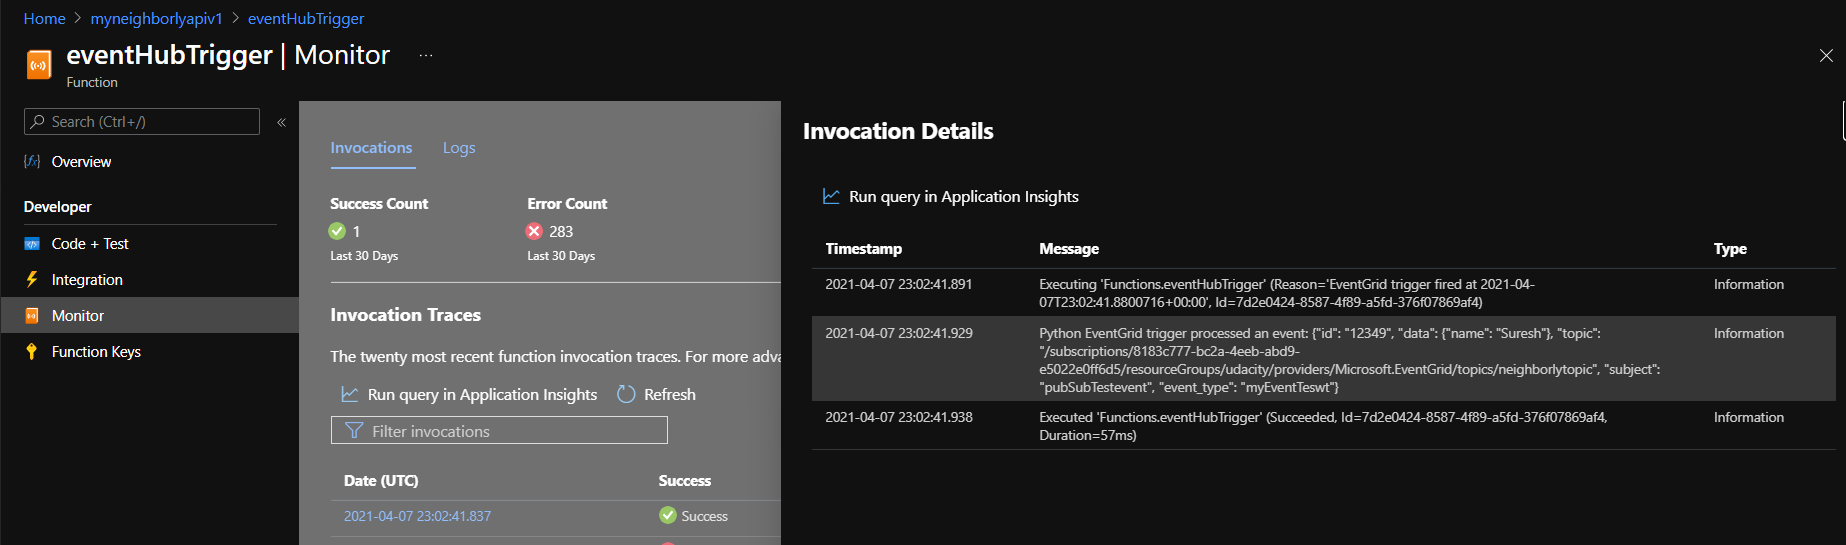 Home > myneighborlyapiv1 > eventHubTrigger
eventHubTrigger | Monitor ...
Function
Search (Ctrl+/) «
Overview
Developer
Code + Test
Integration
Monitor
Function Keys
Invocations Logs
Success Count Error Count
1 283
Last 30 Days Last 30 Days
Invocation Traces
The twenty most recent function invocation traces. For more adva
Run query in Application Insights Refresh
Filter invocations
Date (UTC) Success
2021-04-07 23:02:41.837 Success
Invocation Details
Run query in Application Insights
Timestamp Message Type
2021-04-07 23:02:41.891 Executing 'Functions.eventHubTrigger' (Reason='EventGrid trigger fired at 2021-04- Information
07T23:02:41.8800716+00:00', Id=7d2e0424-8587-4f89-a5fd-376f07869af4)
2021-04-07 23:02:41.929 Python EventGrid trigger processed an event: {"id": "12349", "data": {"name": "Suresh"}, "topic": Information
"/subscriptions/8183c777-bc2a-4eeb-abd9-
e5022e0ff6d5/resourceGroups/udacity/providers/Microsoft.EventGrid/topics/neighborlytopic", "subject":
"pubSubTestevent", "event_type": "myEventTeswt"}
2021-04-07 23:02:41.938 Executed 'Functions.eventHubTrigger' (Succeeded, Id=7d2e0424-8587-4f89-a5fd-376f07869af4, Information
Duration=57ms)